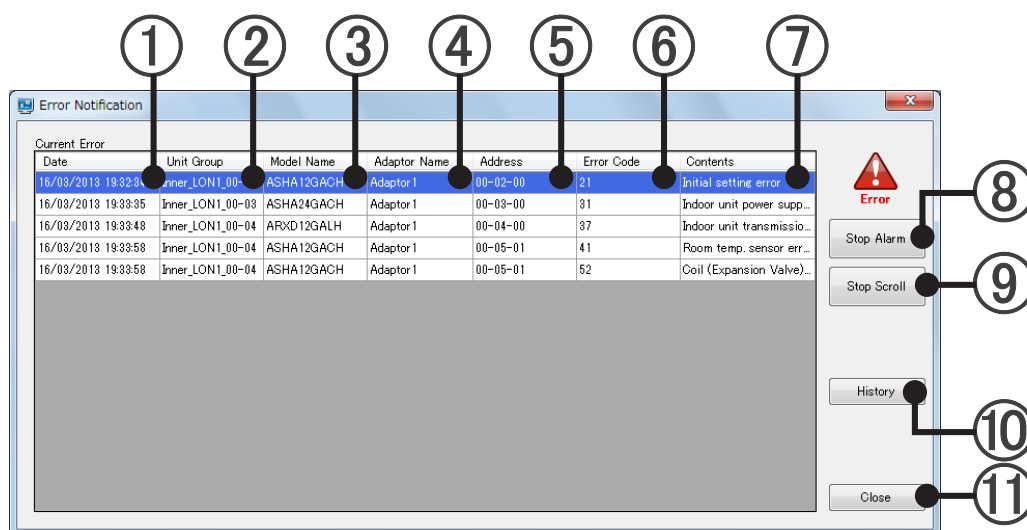 ① ② ③ ④ ⑤ ⑥ ⑦
Error Notification
Current Error
Date Unit Group Model Name Adaptor Name Address Error Code Contents
16/03/2013 19:32:34 Inner_LON1_00- ASHA12GACH Adaptor1 00-02-00 21 Initial setting error
16/03/2013 19:33:35 Inner_LON1_00-03 ASHA24GACH Adaptor1 00-03-00 31 Indoor unit power supp...
16/03/2013 19:33:48 Inner_LON1_00-04 ARXD12GALH Adaptor1 00-04-00 37 Indoor unit transmissio...
16/03/2013 19:33:58 Inner_LON1_00-04 ASHA12GACH Adaptor1 00-05-01 41 Room temp. sensor err...
16/03/2013 19:33:58 Inner_LON1_00-04 ASHA12GACH Adaptor1 00-05-01 52 Coil (Expansion Valve)...
Error
Stop Alarm ⑧
Stop Scroll ⑨
History ⑩
Close ⑪